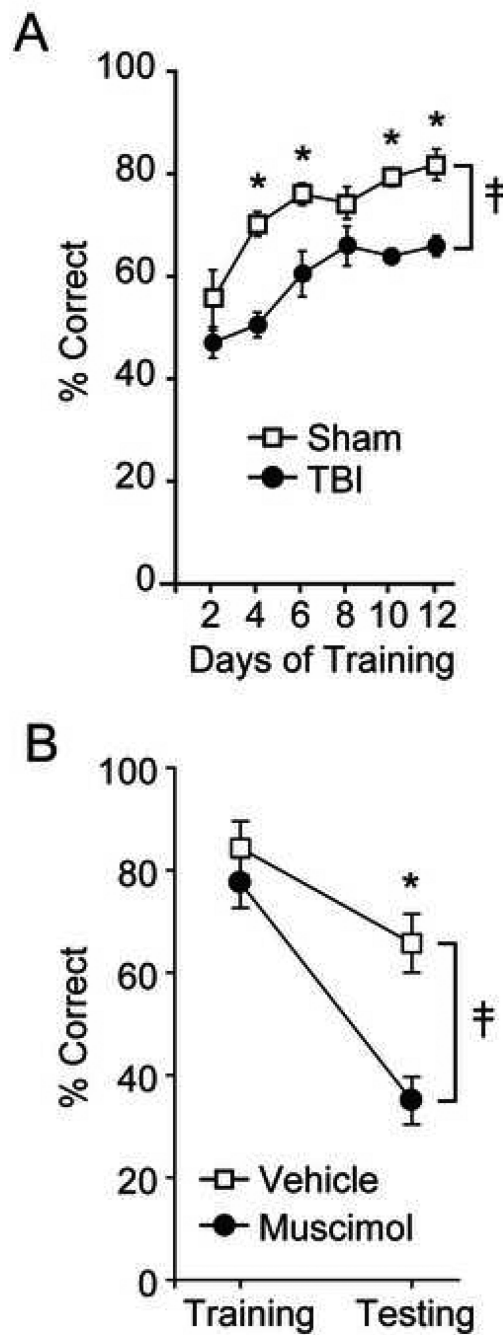 A
100
*
*
*
*
80
‡
60
% Correct
40
Sham
TBI
20
0
2 4 6 8 10 12
Days of Training
B
100
80
*
60
‡
% Correct
40
20
Vehicle
Muscimol
0
Training Testing